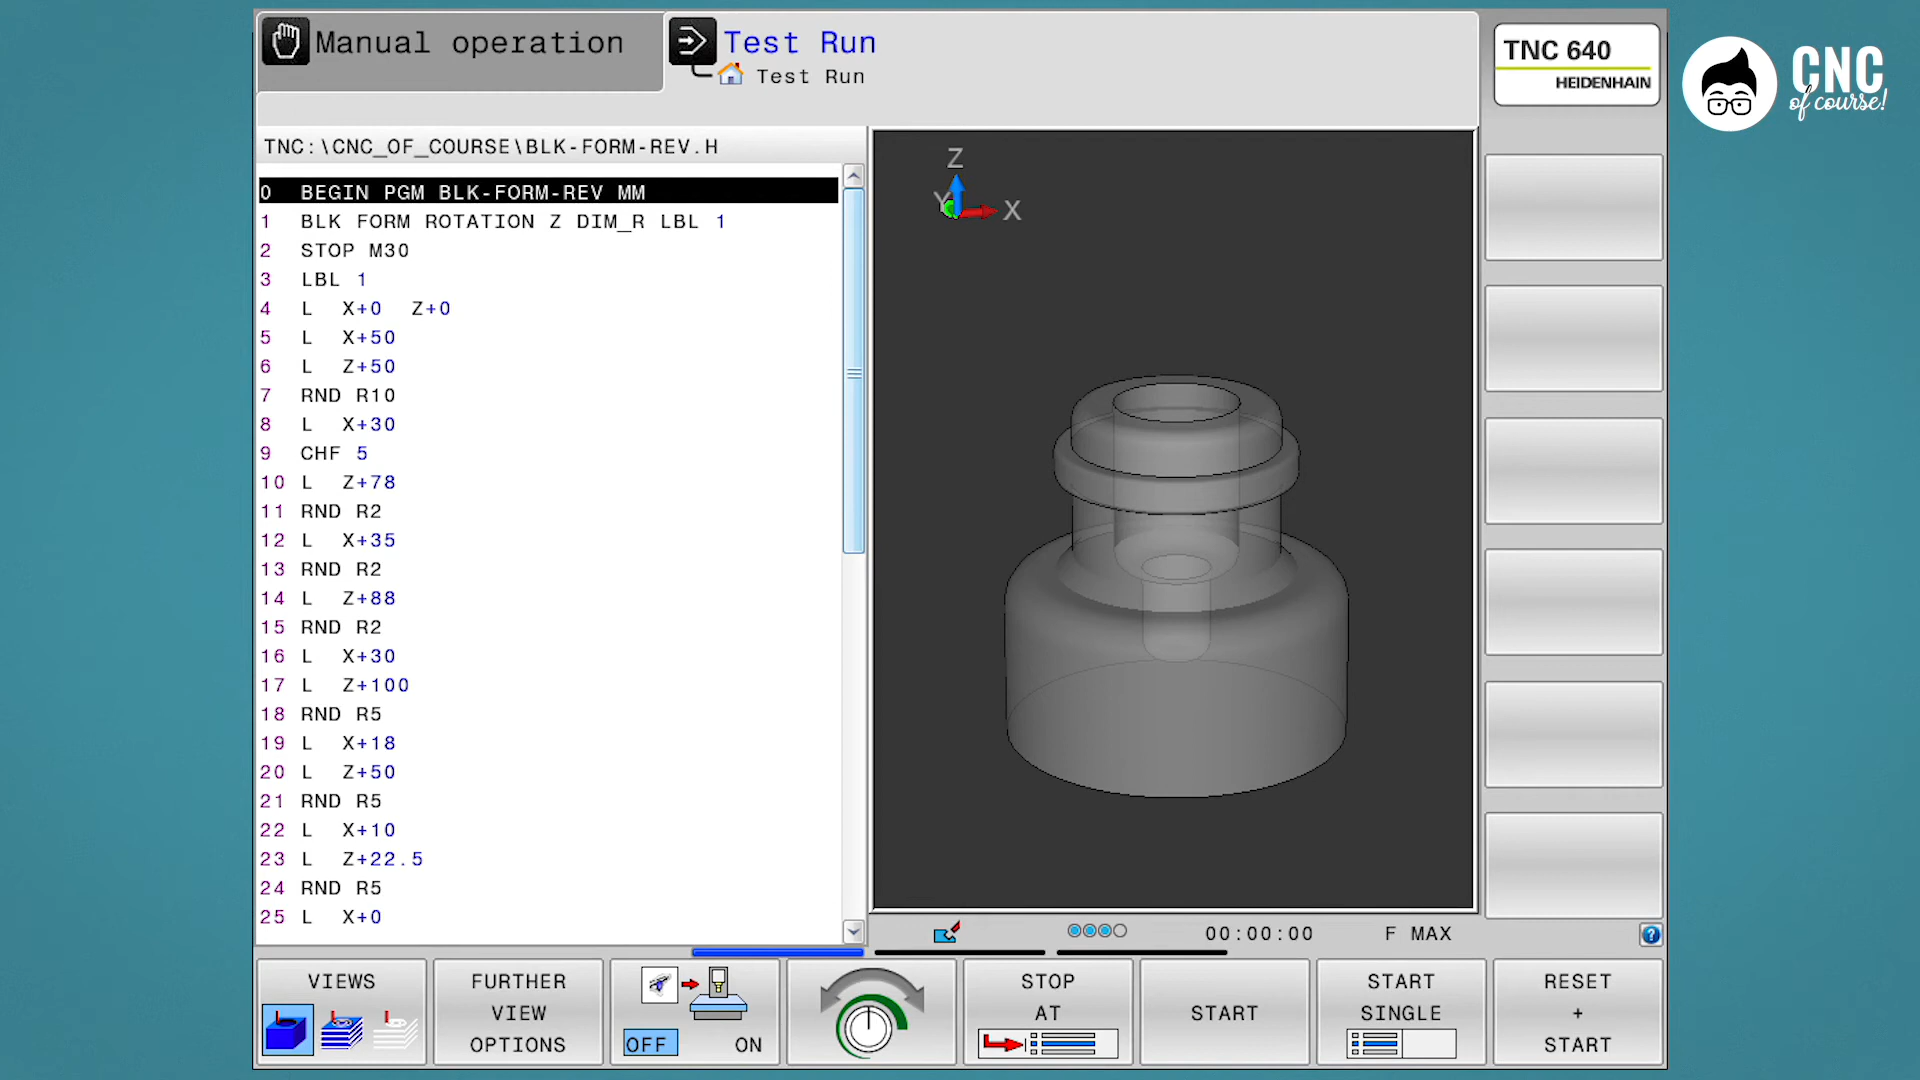 Manual operation
Test Run
Test Run
TNC 640
HEIDENHAIN
CNC
of course!
TNC:\CNC_OF_COURSE\BLK-FORM-REV.H
0 BEGIN PGM BLK-FORM-REV MM
1 BLK FORM ROTATION Z DIM_R LBL 1
2 STOP M30
3 LBL 1
4 L X+0 Z+0
5 L X+50
6 L Z+50
7 RND R10
8 L X+30
9 CHF 5
10 L Z+78
11 RND R2
12 L X+35
13 RND R2
14 L Z+88
15 RND R2
16 L X+30
17 L Z+100
18 RND R5
19 L X+18
20 L Z+50
21 RND R5
22 L X+10
23 L Z+22.5
24 RND R5
25 L X+0
Z
Y
X
00:00:00 F MAX
?
VIEWS
FURTHER
VIEW
OPTIONS
OFF ON
STOP
AT
START
START
SINGLE
RESET
+
START